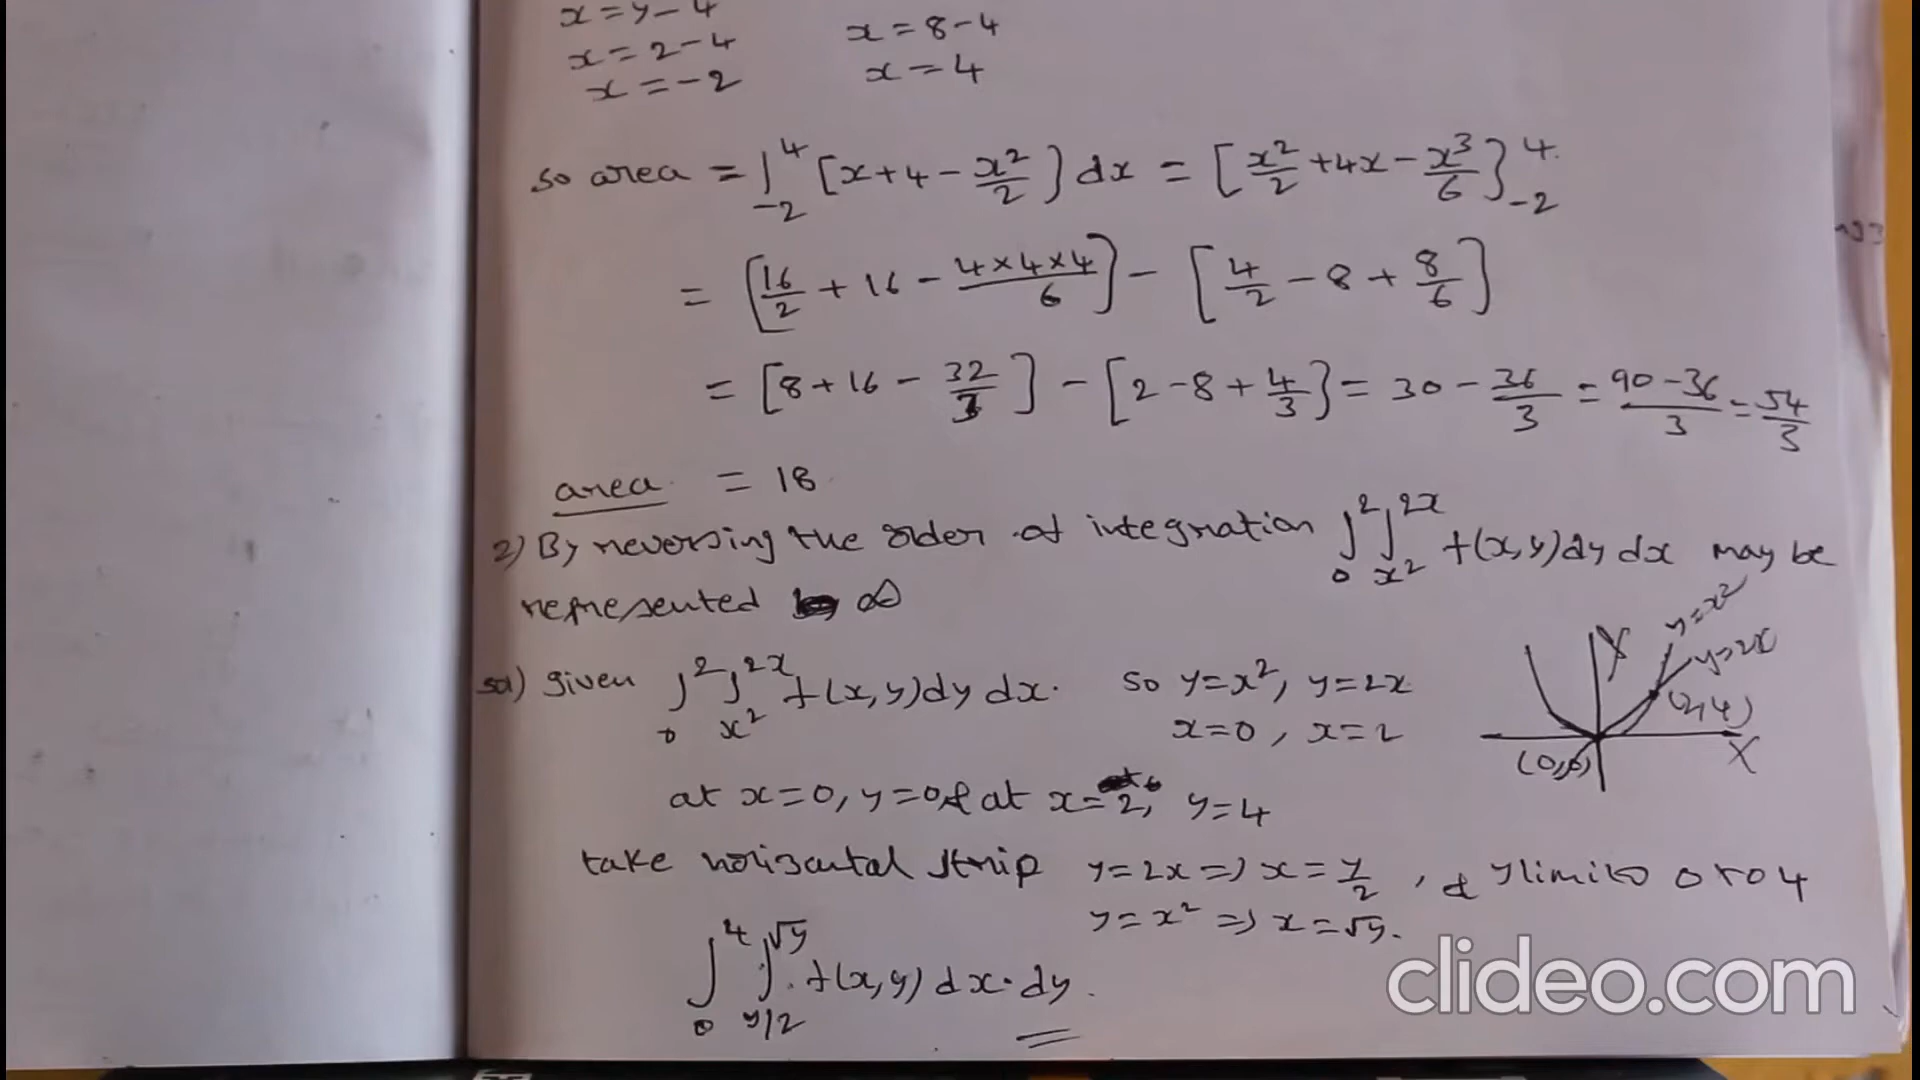 x = y - 4
x = 2 - 4
x = 8 - 4
x = -2
x = 4
so area = ∫_{-2}^{4} [x + 4 - x²/2] dx = [x²/2 + 4x - x³/6]_{-2}^{4}
= [16/2 + 16 - 4×4×4/6] - [4/2 - 8 + 8/6]
= [8 + 16 - 32/3] - [2 - 8 + 4/3] = 30 - 36/3 = 90-36/3 = 54/3
area = 18
2) By reversing the order of integration ∫_0^2 ∫_{x²}^{2x} f(x,y) dy dx may be
represented
y = x²
y = 2x
Y
(2,4)
(0,0)
X
sol) given ∫_0^2 ∫_{x²}^{2x} f(x,y) dy dx. so y = x², y = 2x
x = 0, x = 2
at x = 0, y = 0 & at x = 2, y = 4
take horizontal strip y = 2x => x = y/2, & y limits 0 to 4
y = x² => x = √y.
∫_0^4 ∫_{y/2}^{√y} f(x,y) dx. dy.
clideo.com